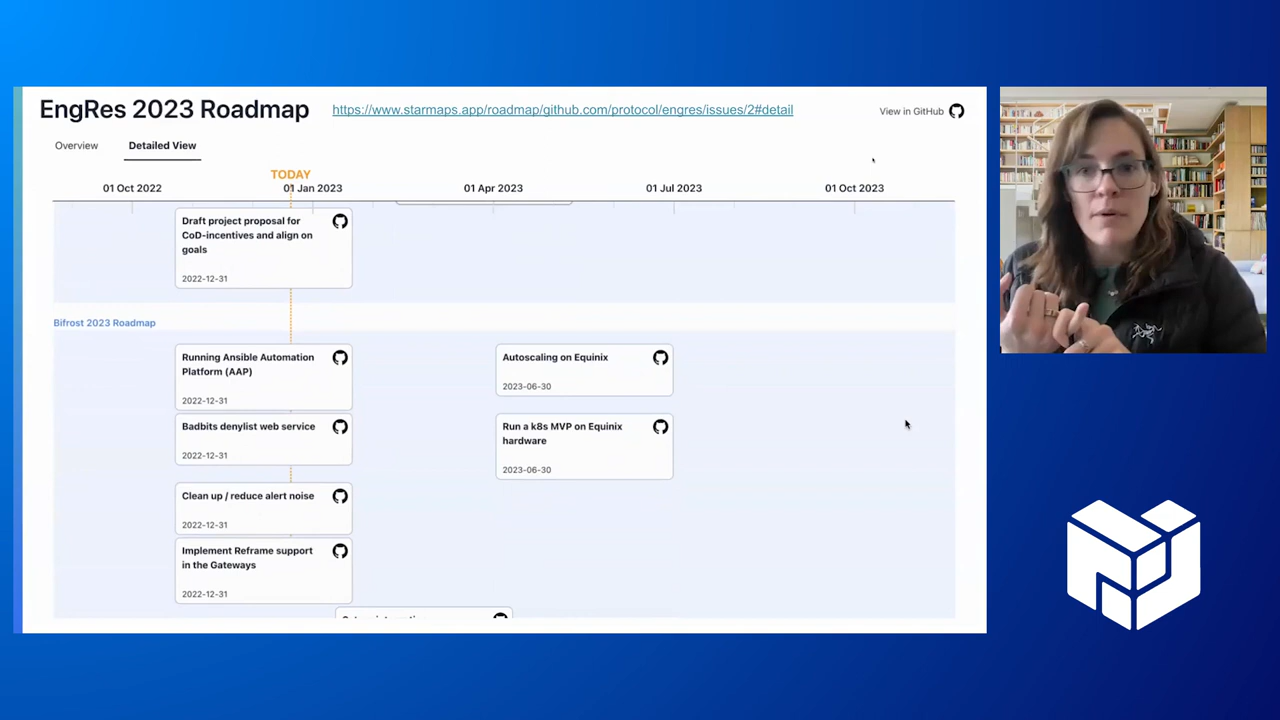 EngRes 2023 Roadmap
https://www.starmaps.app/roadmap/github.com/protocol/engres/issues/2#detail
View in GitHub
Overview
Detailed View
TODAY
01 Oct 2022
01 Jan 2023
01 Apr 2023
01 Jul 2023
01 Oct 2023
Draft project proposal for
CoD-incentives and align on
goals
2022-12-31
Bifrost 2023 Roadmap
Running Ansible Automation
Platform (AAP)
2022-12-31
Autoscaling on Equinix
2023-06-30
Badbits denylist web service
2022-12-31
Run a k8s MVP on Equinix
hardware
2023-06-30
Clean up / reduce alert noise
2022-12-31
Implement Reframe support
in the Gateways
2022-12-31